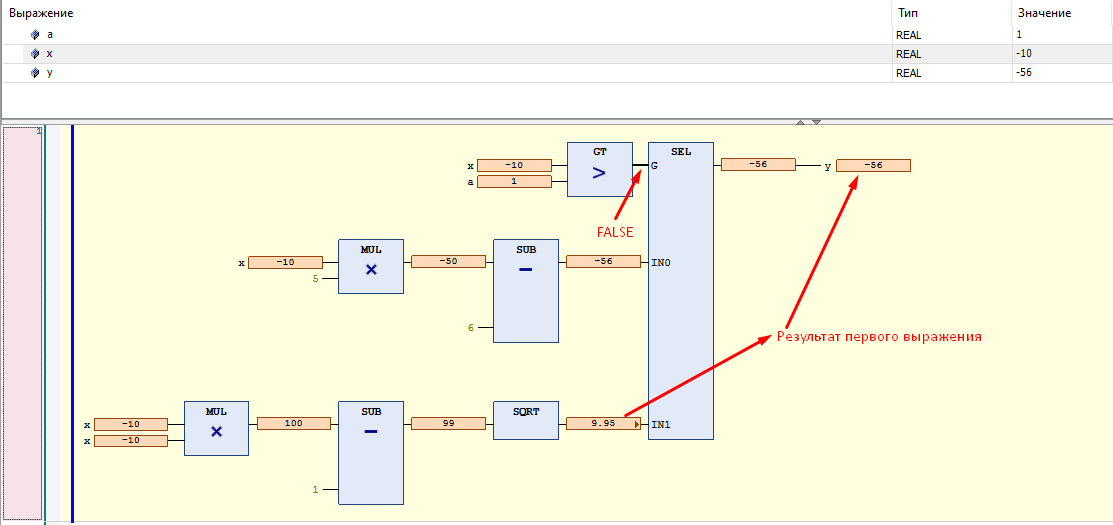 Выражение Тип Значение
a REAL 1
x REAL -10
y REAL -56
1
GT SEL
x -10 > G -56 y -56
a 1
FALSE
MUL SUB
x -10 × -50 − -56 IN0
5
6
Результат первого выражения
MUL SUB SQRT
x -10 × 100 − 99 9.95 IN1
x -10
1